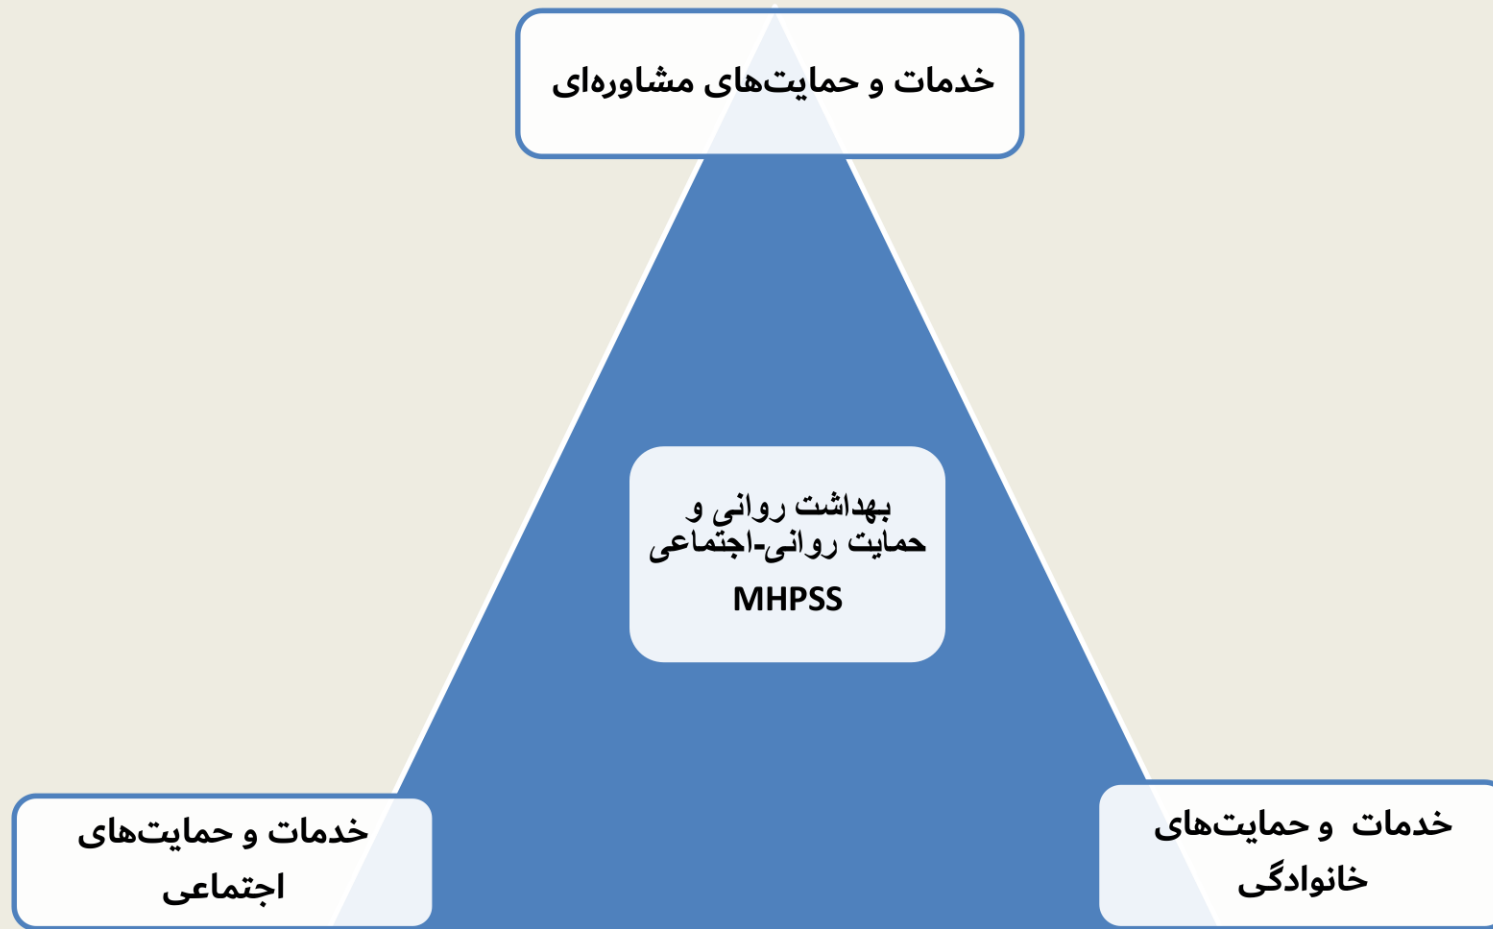 خدمات و حمایت‌های مشاوره‌ای
بهداشت روانی و
حمایت روانی-اجتماعی
MHPSS
خدمات و حمایت‌های
خانوادگی
خدمات و حمایت‌های
اجتماعی